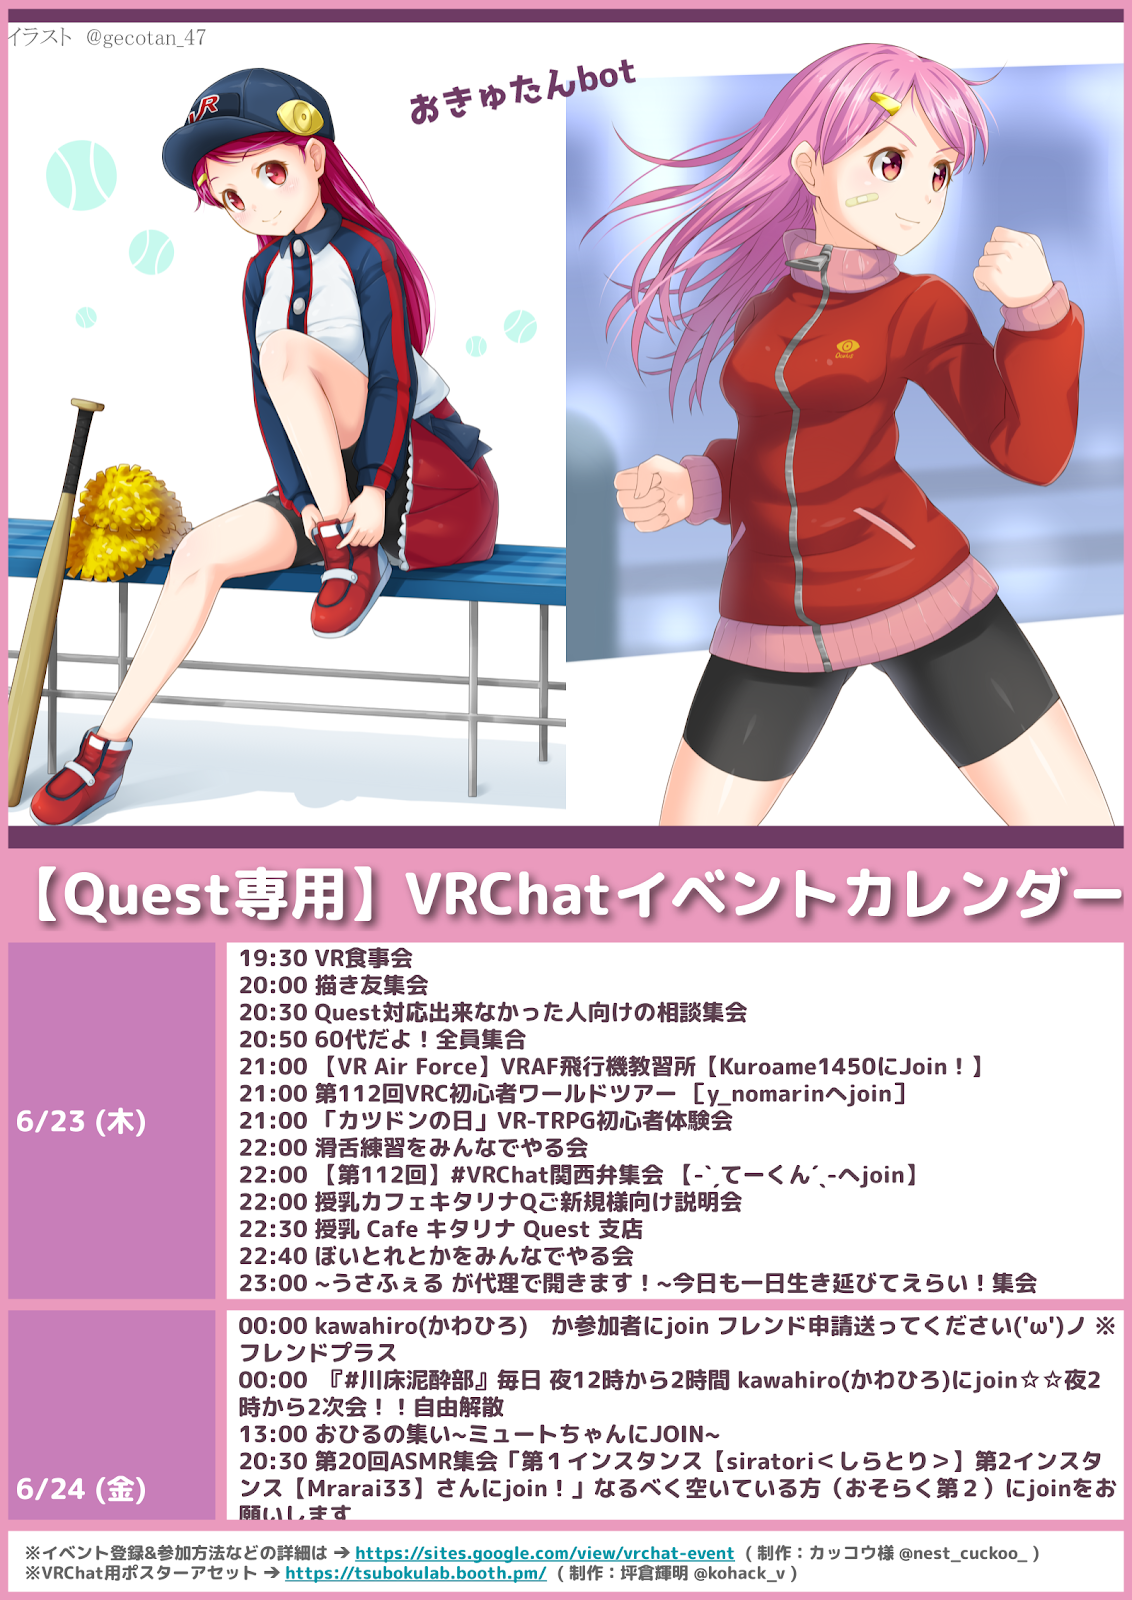 イラスト @gecotan_47
おきゅたんbot
VR
Quest
【Quest専用】VRChatイベントカレンダー
6/23 (木)
19:30 VR食事会
20:00 描き友集会
20:30 Quest対応出来なかった人向けの相談集会
20:50 60代だよ！全員集合
21:00 【VR Air Force】VRAF飛行機教習所【Kuroame1450にJoin！】
21:00 第112回VRC初心者ワールドツアー ［y_nomarinへjoin］
21:00 「カツドンの日」VR-TRPG初心者体験会
22:00 滑舌練習をみんなでやる会
22:00 【第112回】#VRChat関西弁集会 【-`ˏてーくんˊˎ-へjoin】
22:00 授乳カフェキタリナQご新規様向け説明会
22:30 授乳 Cafe キタリナ Quest 支店
22:40 ぼいとれとかをみんなでやる会
23:00 ~うさふぇる が代理で開きます！~今日も一日生き延びてえらい！集会
6/24 (金)
00:00 kawahiro(かわひろ)　か参加者にjoin フレンド申請送ってください('ω')ノ ※
フレンドプラス
00:00 『#川床泥酔部』毎日 夜12時から2時間 kawahiro(かわひろ)にjoin☆☆夜2
時から2次会！！自由解散
13:00 おひるの集い~ミュートちゃんにJOIN~
20:30 第20回ASMR集会「第１インスタンス【siratori＜しらとり＞】第2インスタ
ンス【Mrarai33】さんにjoin！」なるべく空いている方（おそらく第２）にjoinをお
願いします
※イベント登録&参加方法などの詳細は ➔ https://sites.google.com/view/vrchat-event ( 制作：カッコウ様 @nest_cuckoo_ )
※VRChat用ポスターアセット ➔ https://tsubokulab.booth.pm/ ( 制作：坪倉輝明 @kohack_v )